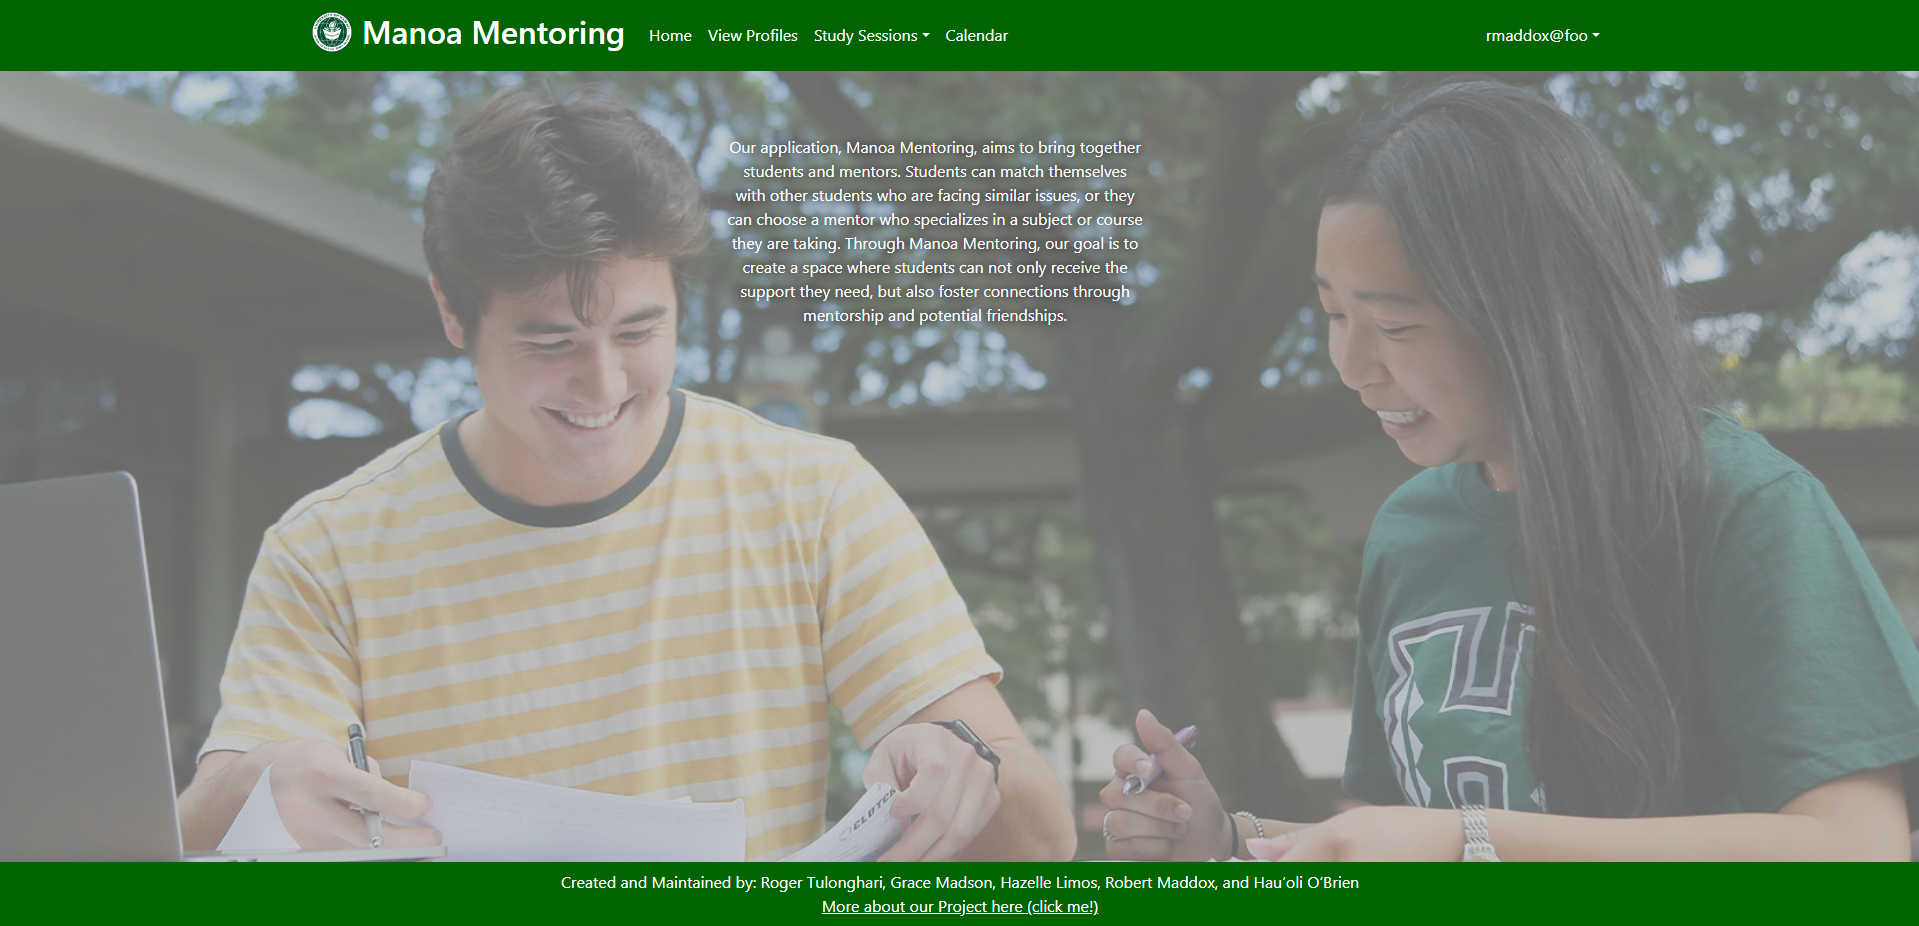 Manoa Mentoring
Home
View Profiles
Study Sessions
Calendar
rmaddox@foo
Our application, Manoa Mentoring, aims to bring together
students and mentors. Students can match themselves
with other students who are facing similar issues, or they
can choose a mentor who specializes in a subject or course
they are taking. Through Manoa Mentoring, our goal is to
create a space where students can not only receive the
support they need, but also foster connections through
mentorship and potential friendships.
CLUTCH
Created and Maintained by: Roger Tulonghari, Grace Madson, Hazelle Limos, Robert Maddox, and Hau‘oli O‘Brien
More about our Project here (click me!)